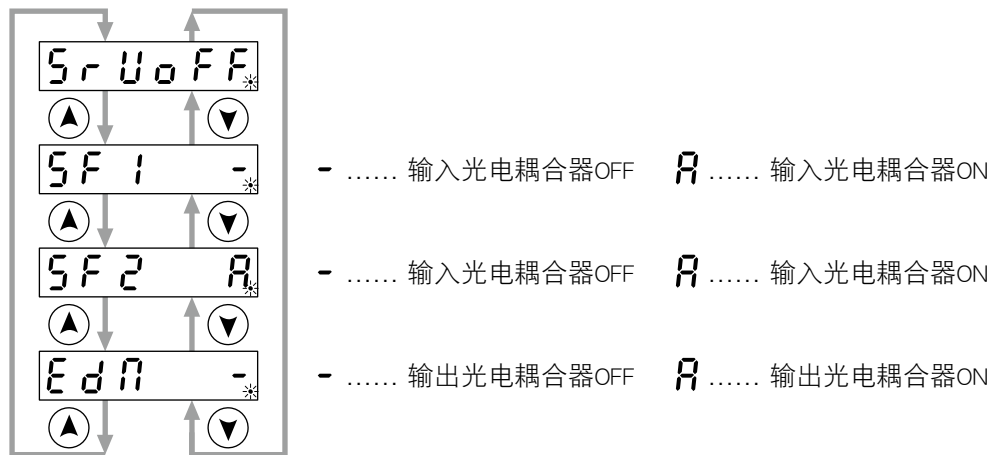 SrUoFF
SF1 - - ...... 输入光电耦合器OFF A ...... 输入光电耦合器ON
SF2 A - ...... 输入光电耦合器OFF A ...... 输入光电耦合器ON
EdM - - ...... 输出光电耦合器OFF A ...... 输出光电耦合器ON